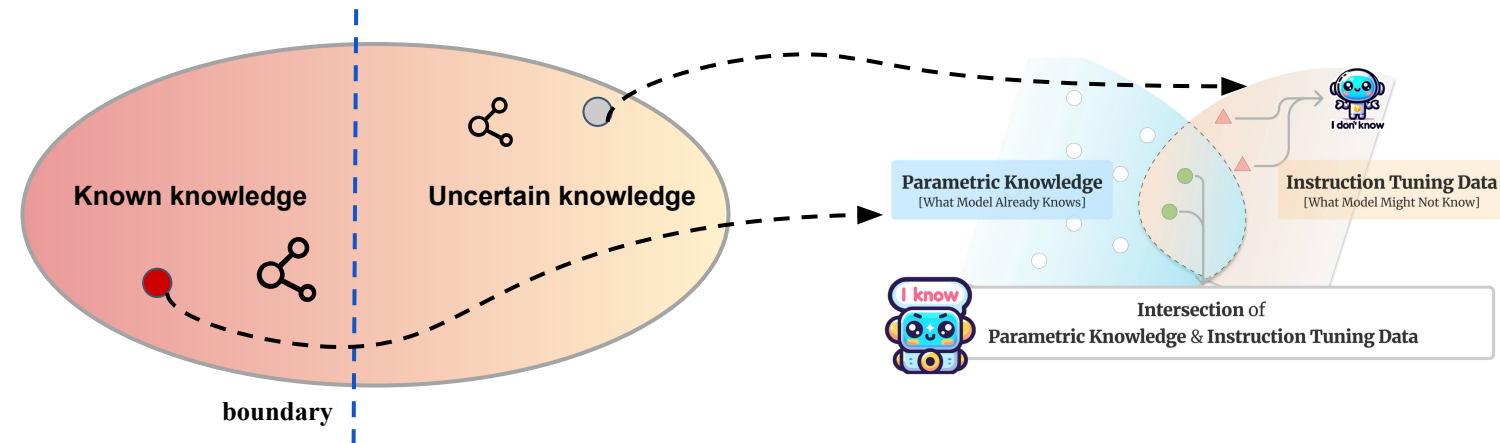 Known knowledge
Uncertain knowledge
boundary
Parametric Knowledge
[What Model Already Knows]
Instruction Tuning Data
[What Model Might Not Know]
I don't know
I know
Intersection of
Parametric Knowledge & Instruction Tuning Data